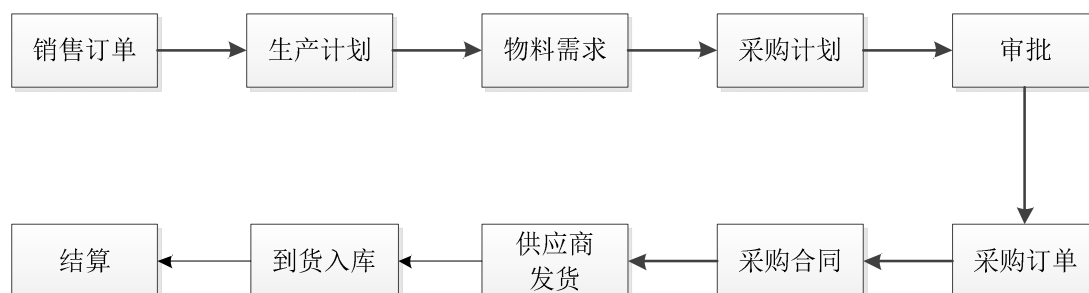 销售订单
生产计划
物料需求
采购计划
审批
采购订单
采购合同
供应商
发货
到货入库
结算